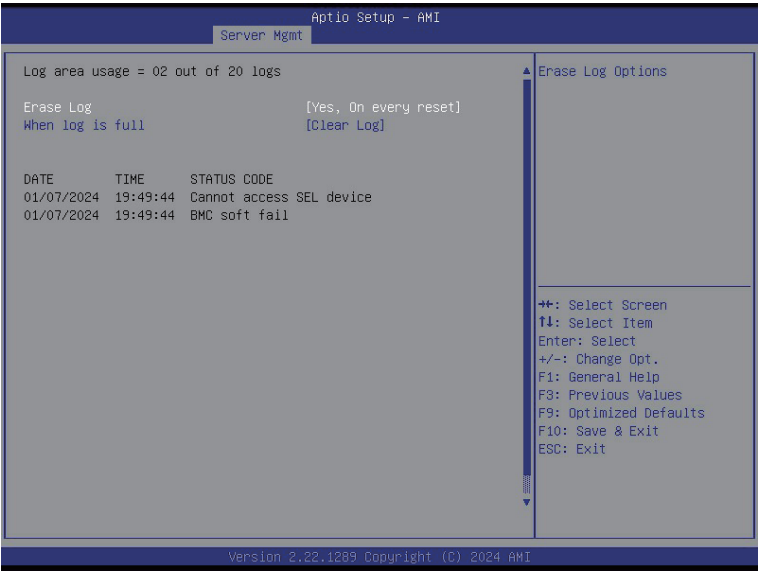 Aptio Setup – AMI
Server Mgmt
Log area usage = 02 out of 20 logs
Erase Log [Yes, On every reset]
When log is full [Clear Log]
DATE TIME STATUS CODE
01/07/2024 19:49:44 Cannot access SEL device
01/07/2024 19:49:44 BMC soft fail
Erase Log Options
→←: Select Screen
↑↓: Select Item
Enter: Select
+/-: Change Opt.
F1: General Help
F3: Previous Values
F9: Optimized Defaults
F10: Save & Exit
ESC: Exit
Version 2.22.1289 Copyright (C) 2024 AMI